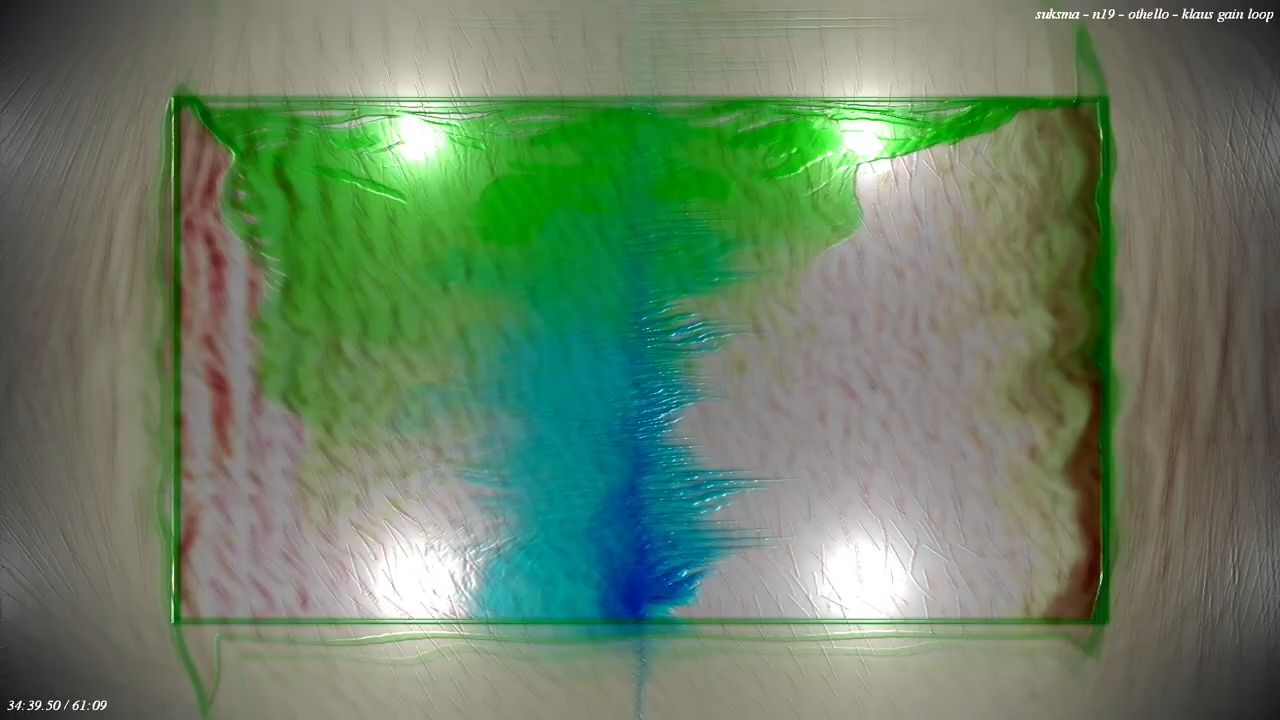 suksma - n19 - othello - klaus gain loop
34:39.50 / 61:09